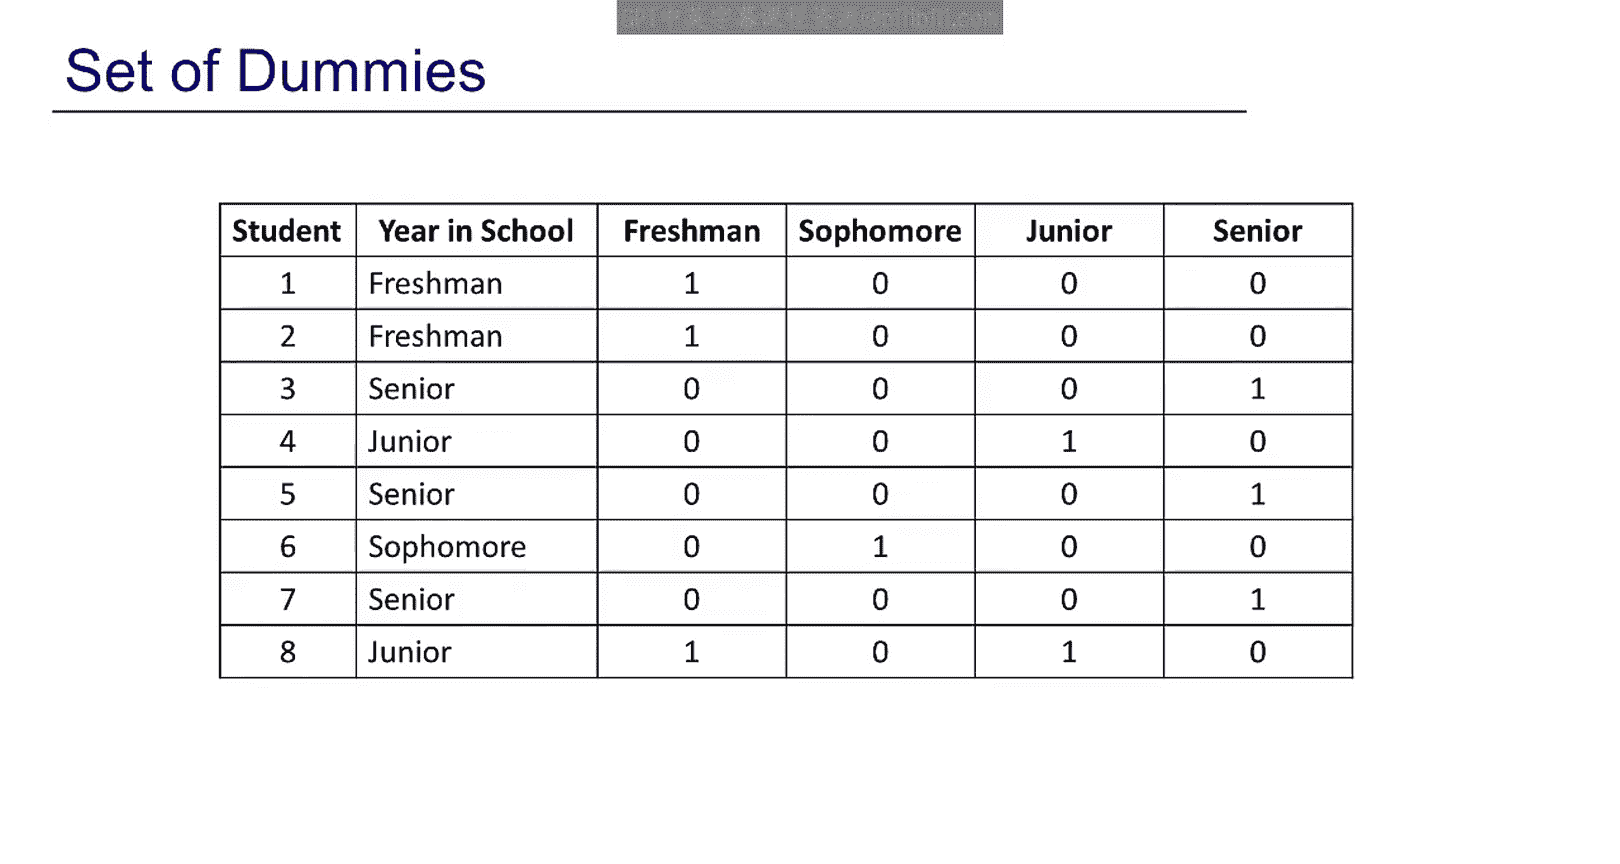 Set of Dummies
Student Year in School Freshman Sophomore Junior Senior
1 Freshman 1 0 0 0
2 Freshman 1 0 0 0
3 Senior 0 0 0 1
4 Junior 0 0 1 0
5 Senior 0 0 0 1
6 Sophomore 0 1 0 0
7 Senior 0 0 0 1
8 Junior 1 0 1 0